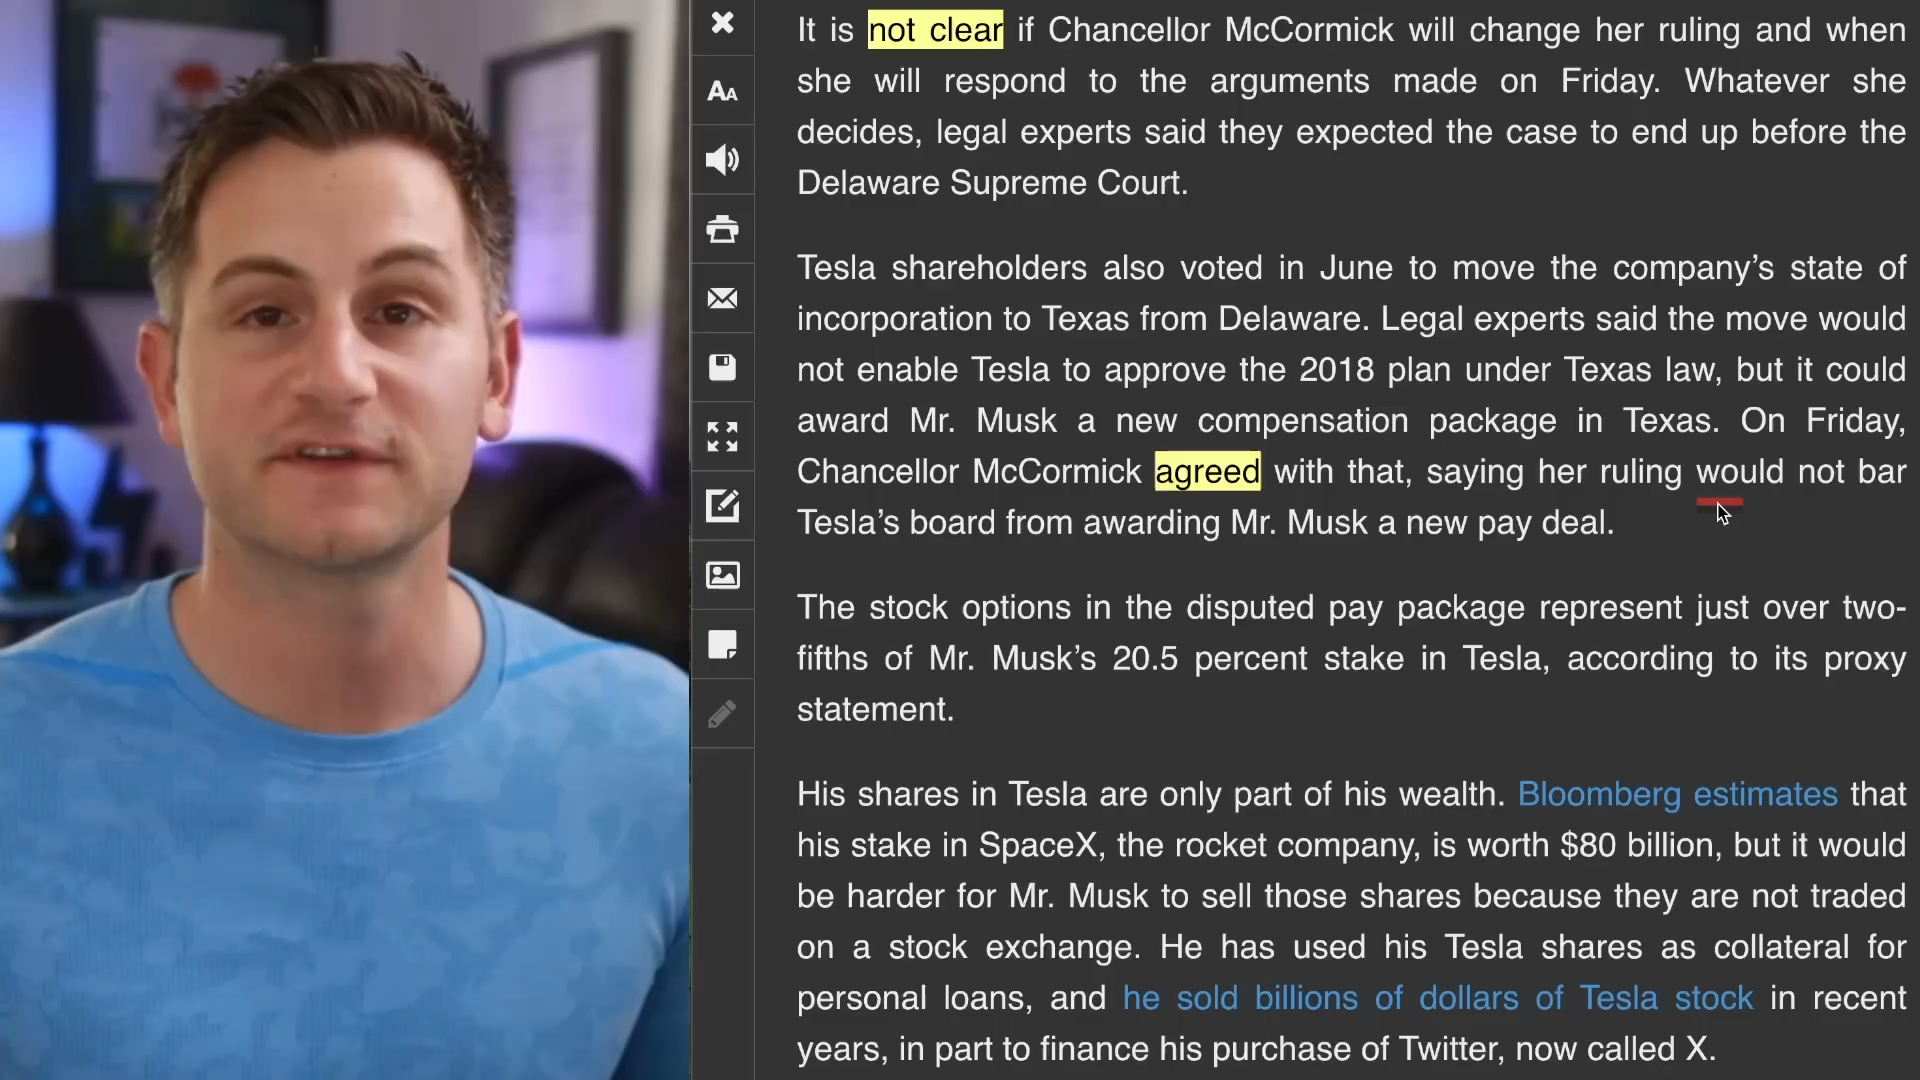 It is not clear if Chancellor McCormick will change her ruling and when
she will respond to the arguments made on Friday. Whatever she
decides, legal experts said they expected the case to end up before the
Delaware Supreme Court.
Tesla shareholders also voted in June to move the company’s state of
incorporation to Texas from Delaware. Legal experts said the move would
not enable Tesla to approve the 2018 plan under Texas law, but it could
award Mr. Musk a new compensation package in Texas. On Friday,
Chancellor McCormick agreed with that, saying her ruling would not bar
Tesla’s board from awarding Mr. Musk a new pay deal.
The stock options in the disputed pay package represent just over two-
fifths of Mr. Musk’s 20.5 percent stake in Tesla, according to its proxy
statement.
His shares in Tesla are only part of his wealth. Bloomberg estimates that
his stake in SpaceX, the rocket company, is worth $80 billion, but it would
be harder for Mr. Musk to sell those shares because they are not traded
on a stock exchange. He has used his Tesla shares as collateral for
personal loans, and he sold billions of dollars of Tesla stock in recent
years, in part to finance his purchase of Twitter, now called X.